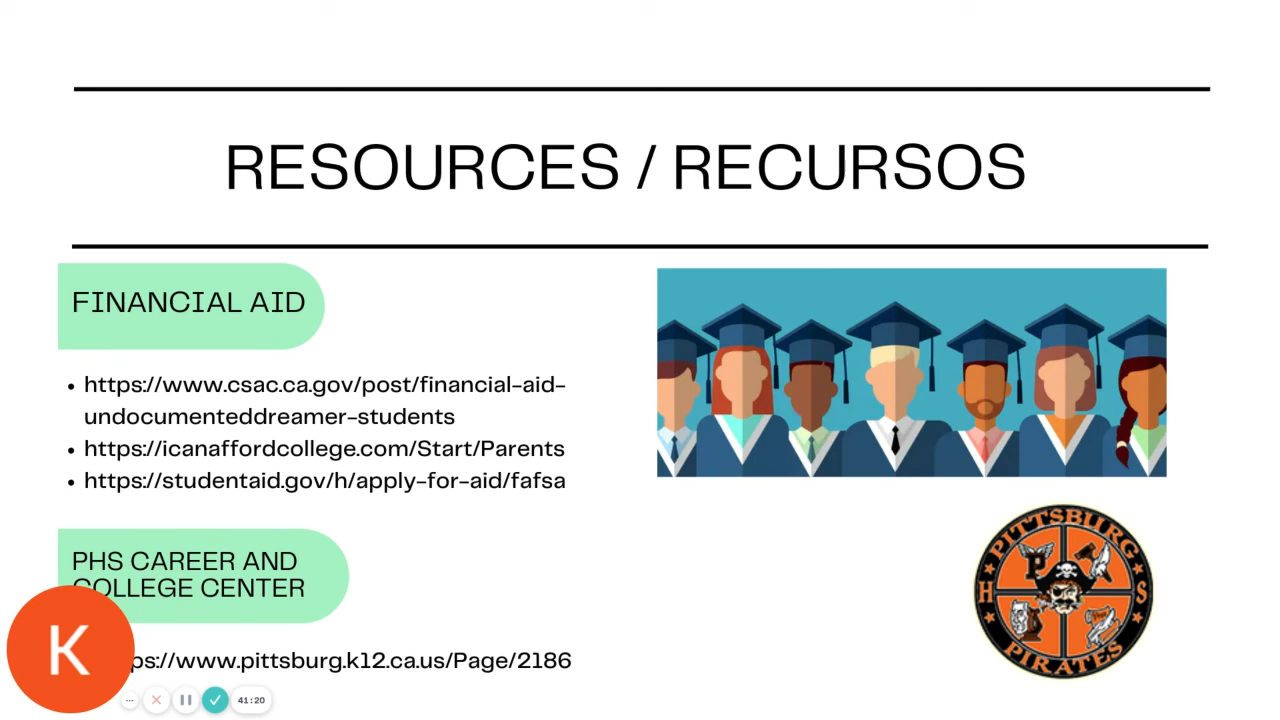 RESOURCES / RECURSOS
FINANCIAL AID
• https://www.csac.ca.gov/post/financial-aid-
undocumenteddreamer-students
• https://icanaffordcollege.com/Start/Parents
• https://studentaid.gov/h/apply-for-aid/fafsa
PHS CAREER AND
COLLEGE CENTER
ps://www.pittsburg.k12.ca.us/Page/2186
K
41:20
PITTSBURG
P
H S
PIRATES